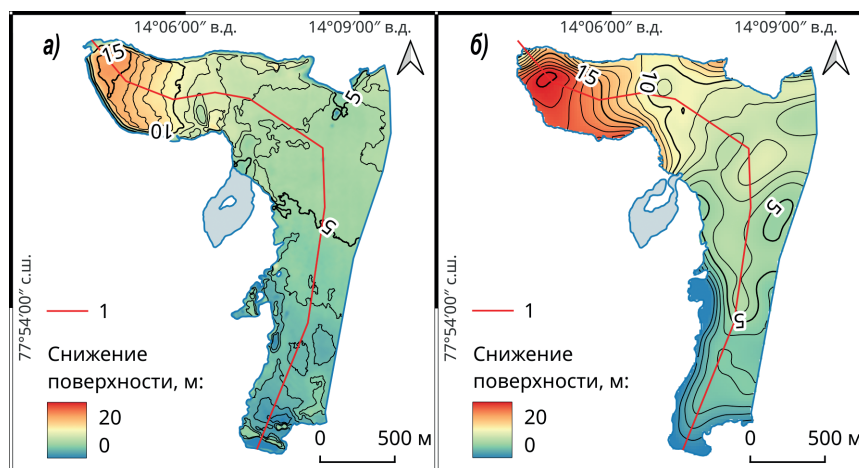 14°06′00″ в.д.
14°09′00″ в.д.
14°06′00″ в.д.
14°09′00″ в.д.
а)
15
5
10
5
77°54′00″ с.ш.
1
Снижение
поверхности, м:
20
0
0
500 м
б)
15
10
5
5
77°54′00″ с.ш.
1
Снижение
поверхности, м:
20
0
0
500 м